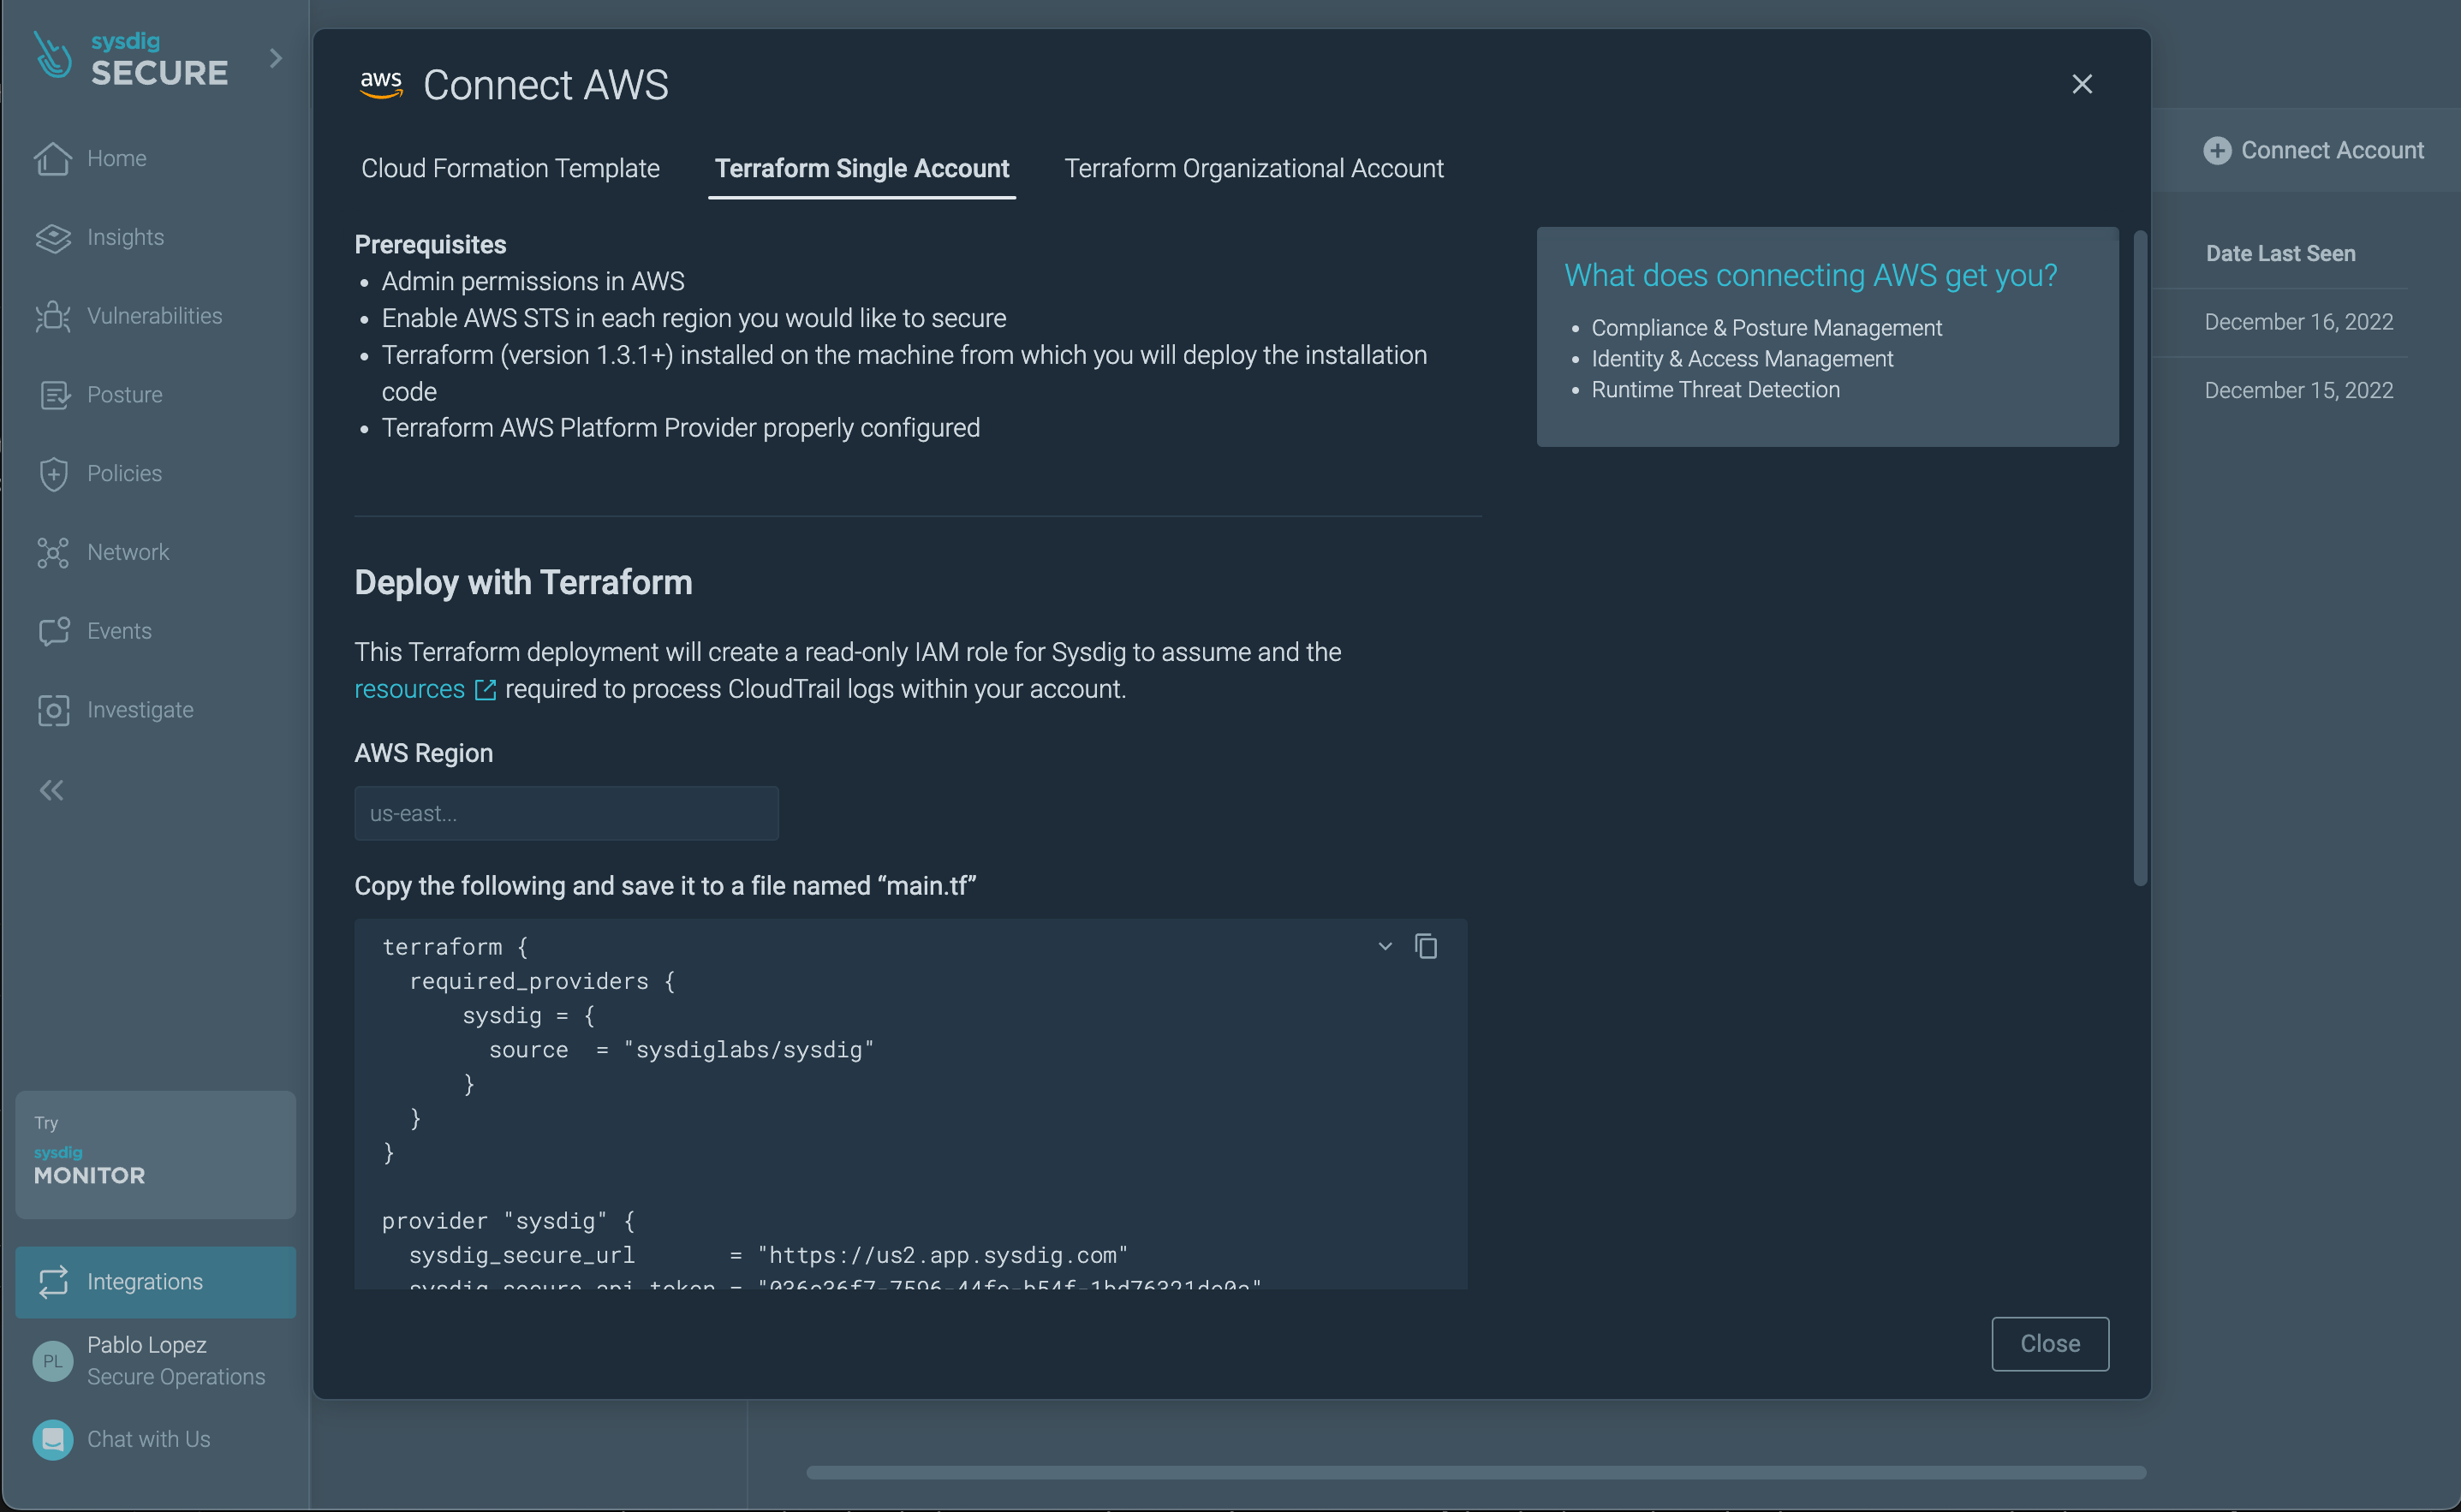 sysdig
SECURE
Home
Insights
Vulnerabilities
Posture
Policies
Network
Events
Investigate
Try
sysdig
MONITOR
Integrations
PL
Pablo Lopez
Secure Operations
Chat with Us
aws Connect AWS
Cloud Formation Template
Terraform Single Account
Terraform Organizational Account
Prerequisites
• Admin permissions in AWS
• Enable AWS STS in each region you would like to secure
• Terraform (version 1.3.1+) installed on the machine from which you will deploy the installation
code
• Terraform AWS Platform Provider properly configured
Deploy with Terraform
This Terraform deployment will create a read-only IAM role for Sysdig to assume and the
resources required to process CloudTrail logs within your account.
AWS Region
us-east...
Copy the following and save it to a file named “main.tf”
terraform {
required_providers {
sysdig = {
source = "sysdiglabs/sysdig"
}
}
}
provider "sysdig" {
sysdig_secure_url = "https://us2.app.sysdig.com"
sysdig_secure_api_token =
What does connecting AWS get you?
• Compliance & Posture Management
• Identity & Access Management
• Runtime Threat Detection
Close
Connect Account
Date Last Seen
December 16, 2022
December 15, 2022